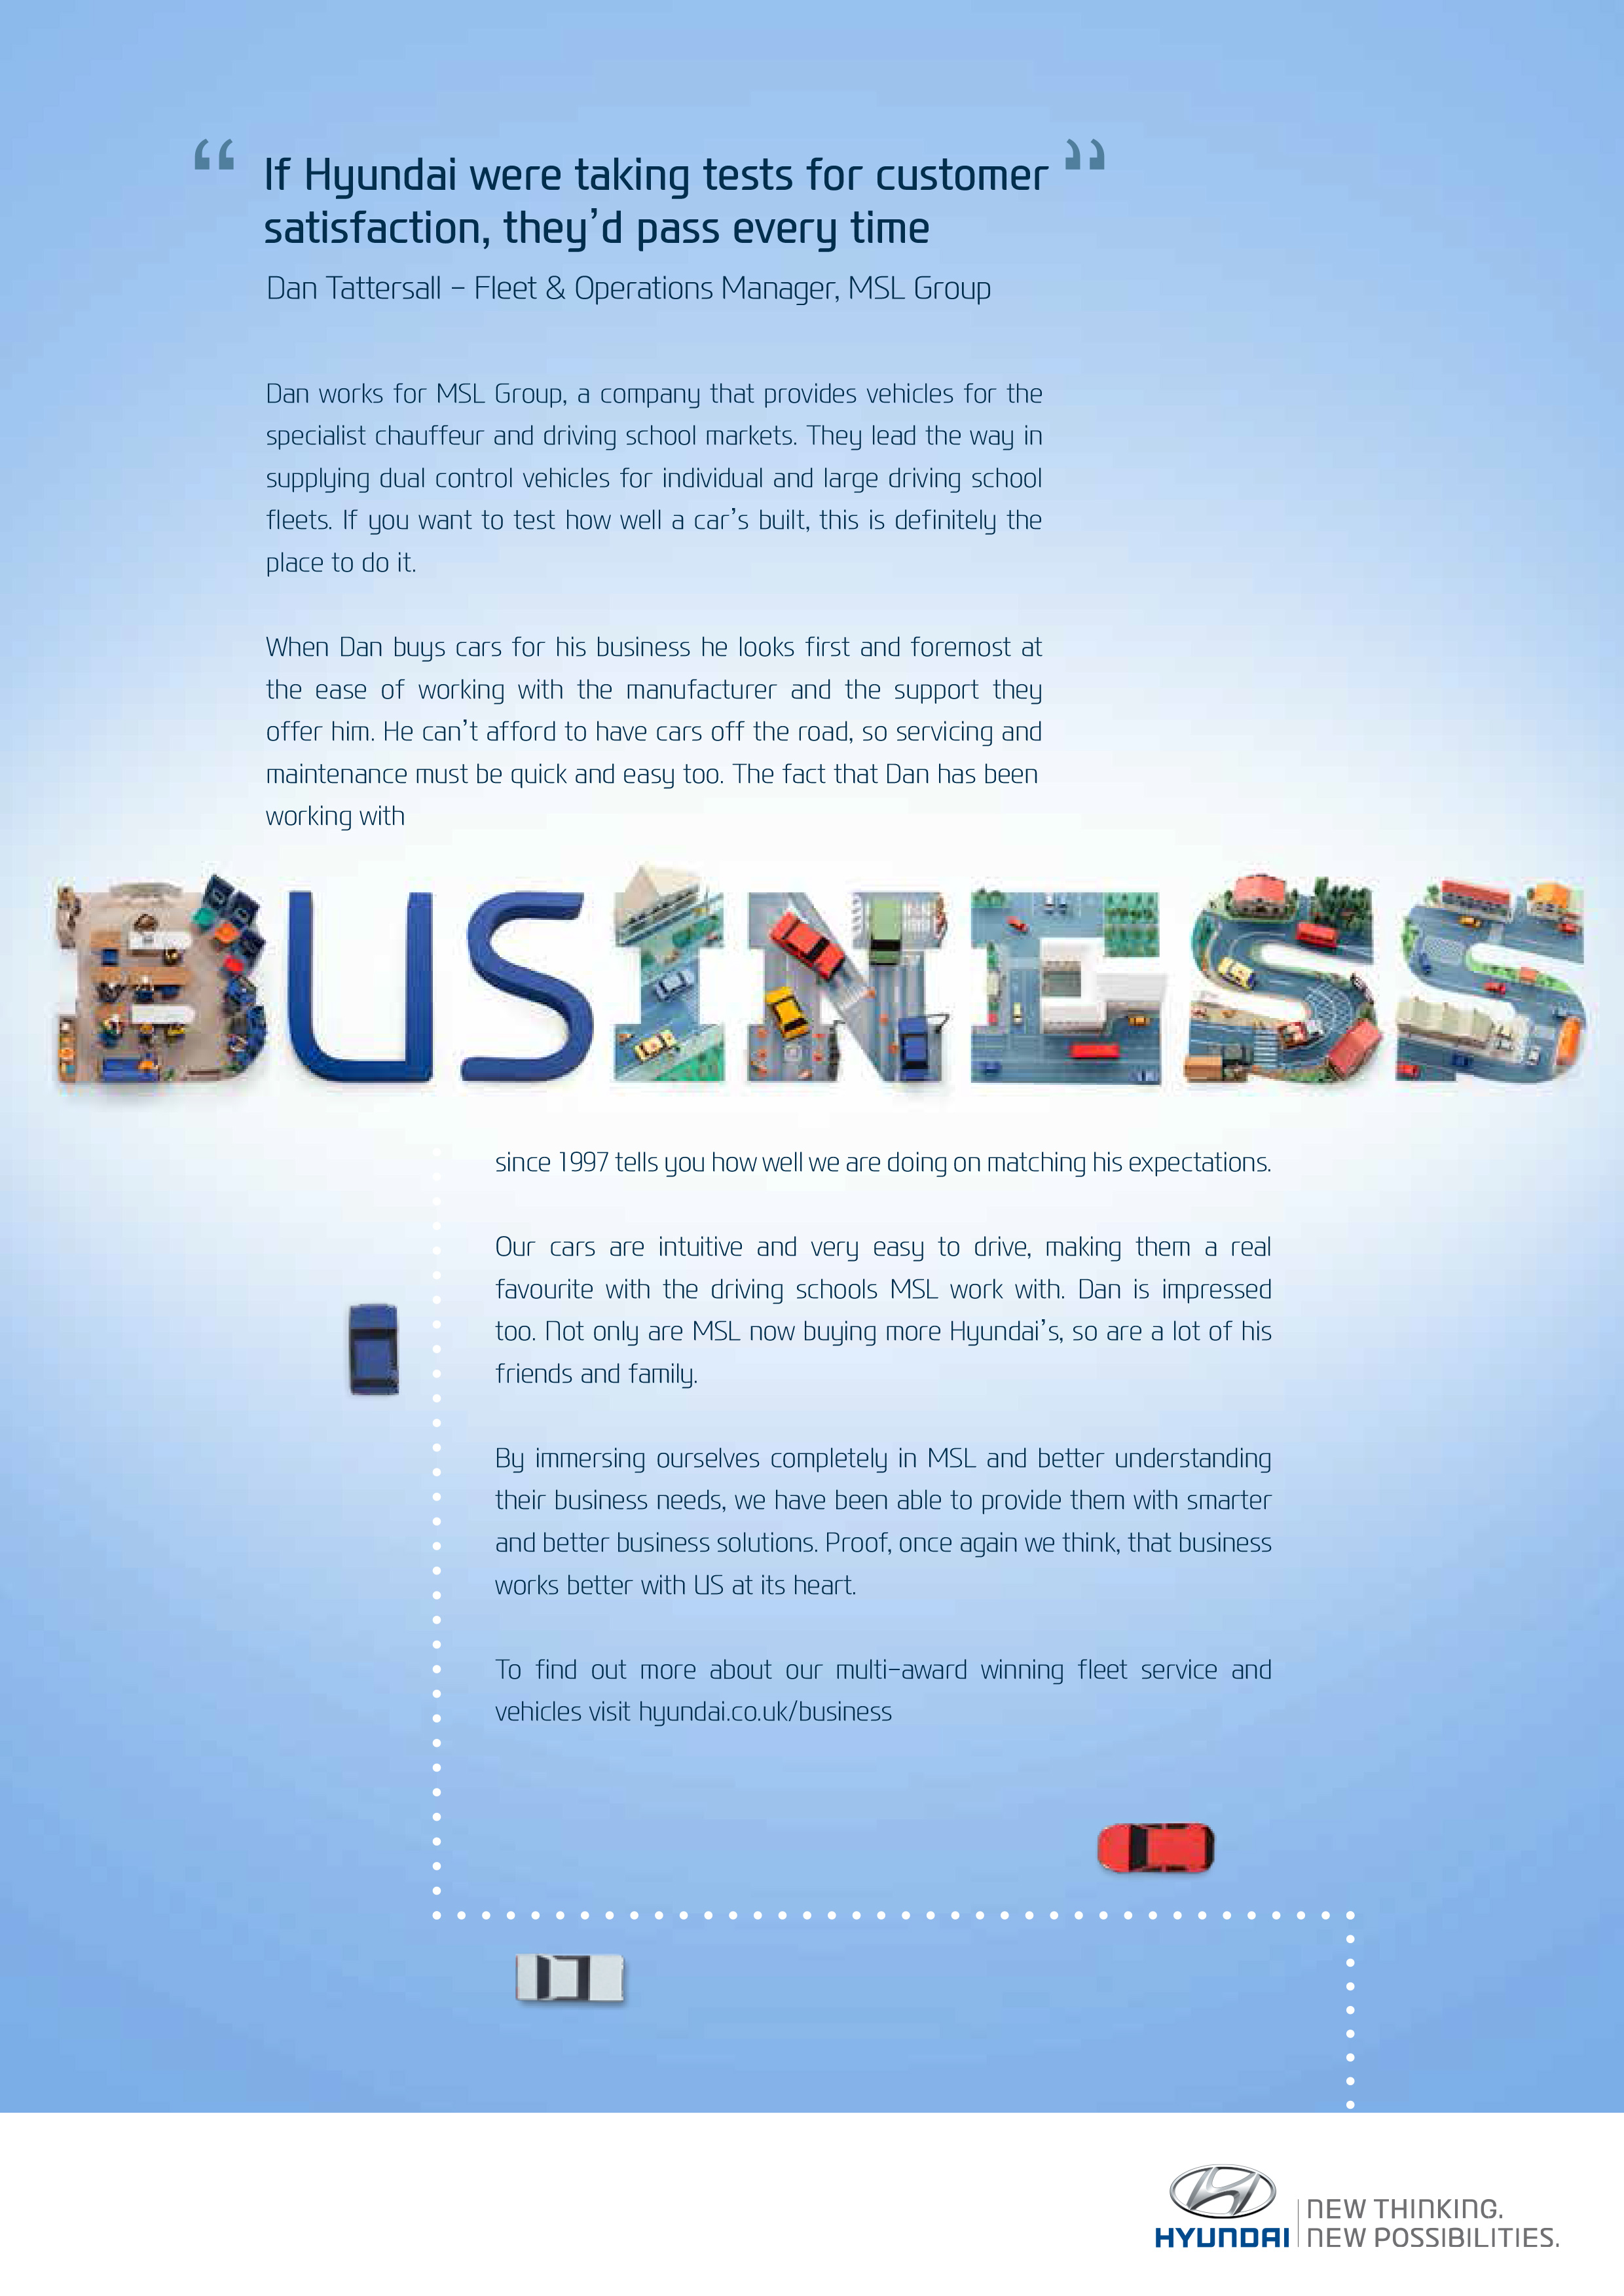 “ If Hyundai were taking tests for customer ”
satisfaction, they’d pass every time
Dan Tattersall – Fleet & Operations Manager, MSL Group
Dan works for MSL Group, a company that provides vehicles for the
specialist chauffeur and driving school markets. They lead the way in
supplying dual control vehicles for individual and large driving school
fleets. If you want to test how well a car’s built, this is definitely the
place to do it.
When Dan buys cars for his business he looks first and foremost at
the ease of working with the manufacturer and the support they
offer him. He can’t afford to have cars off the road, so servicing and
maintenance must be quick and easy too. The fact that Dan has been
working with
BUSINESS
since 1997 tells you how well we are doing on matching his expectations.
Our cars are intuitive and very easy to drive, making them a real
favourite with the driving schools MSL work with. Dan is impressed
too. Not only are MSL now buying more Hyundai’s, so are a lot of his
friends and family.
By immersing ourselves completely in MSL and better understanding
their business needs, we have been able to provide them with smarter
and better business solutions. Proof, once again we think, that business
works better with US at its heart.
To find out more about our multi-award winning fleet service and
vehicles visit hyundai.co.uk/business
NEW THINKING.
HYUNDAI NEW POSSIBILITIES.